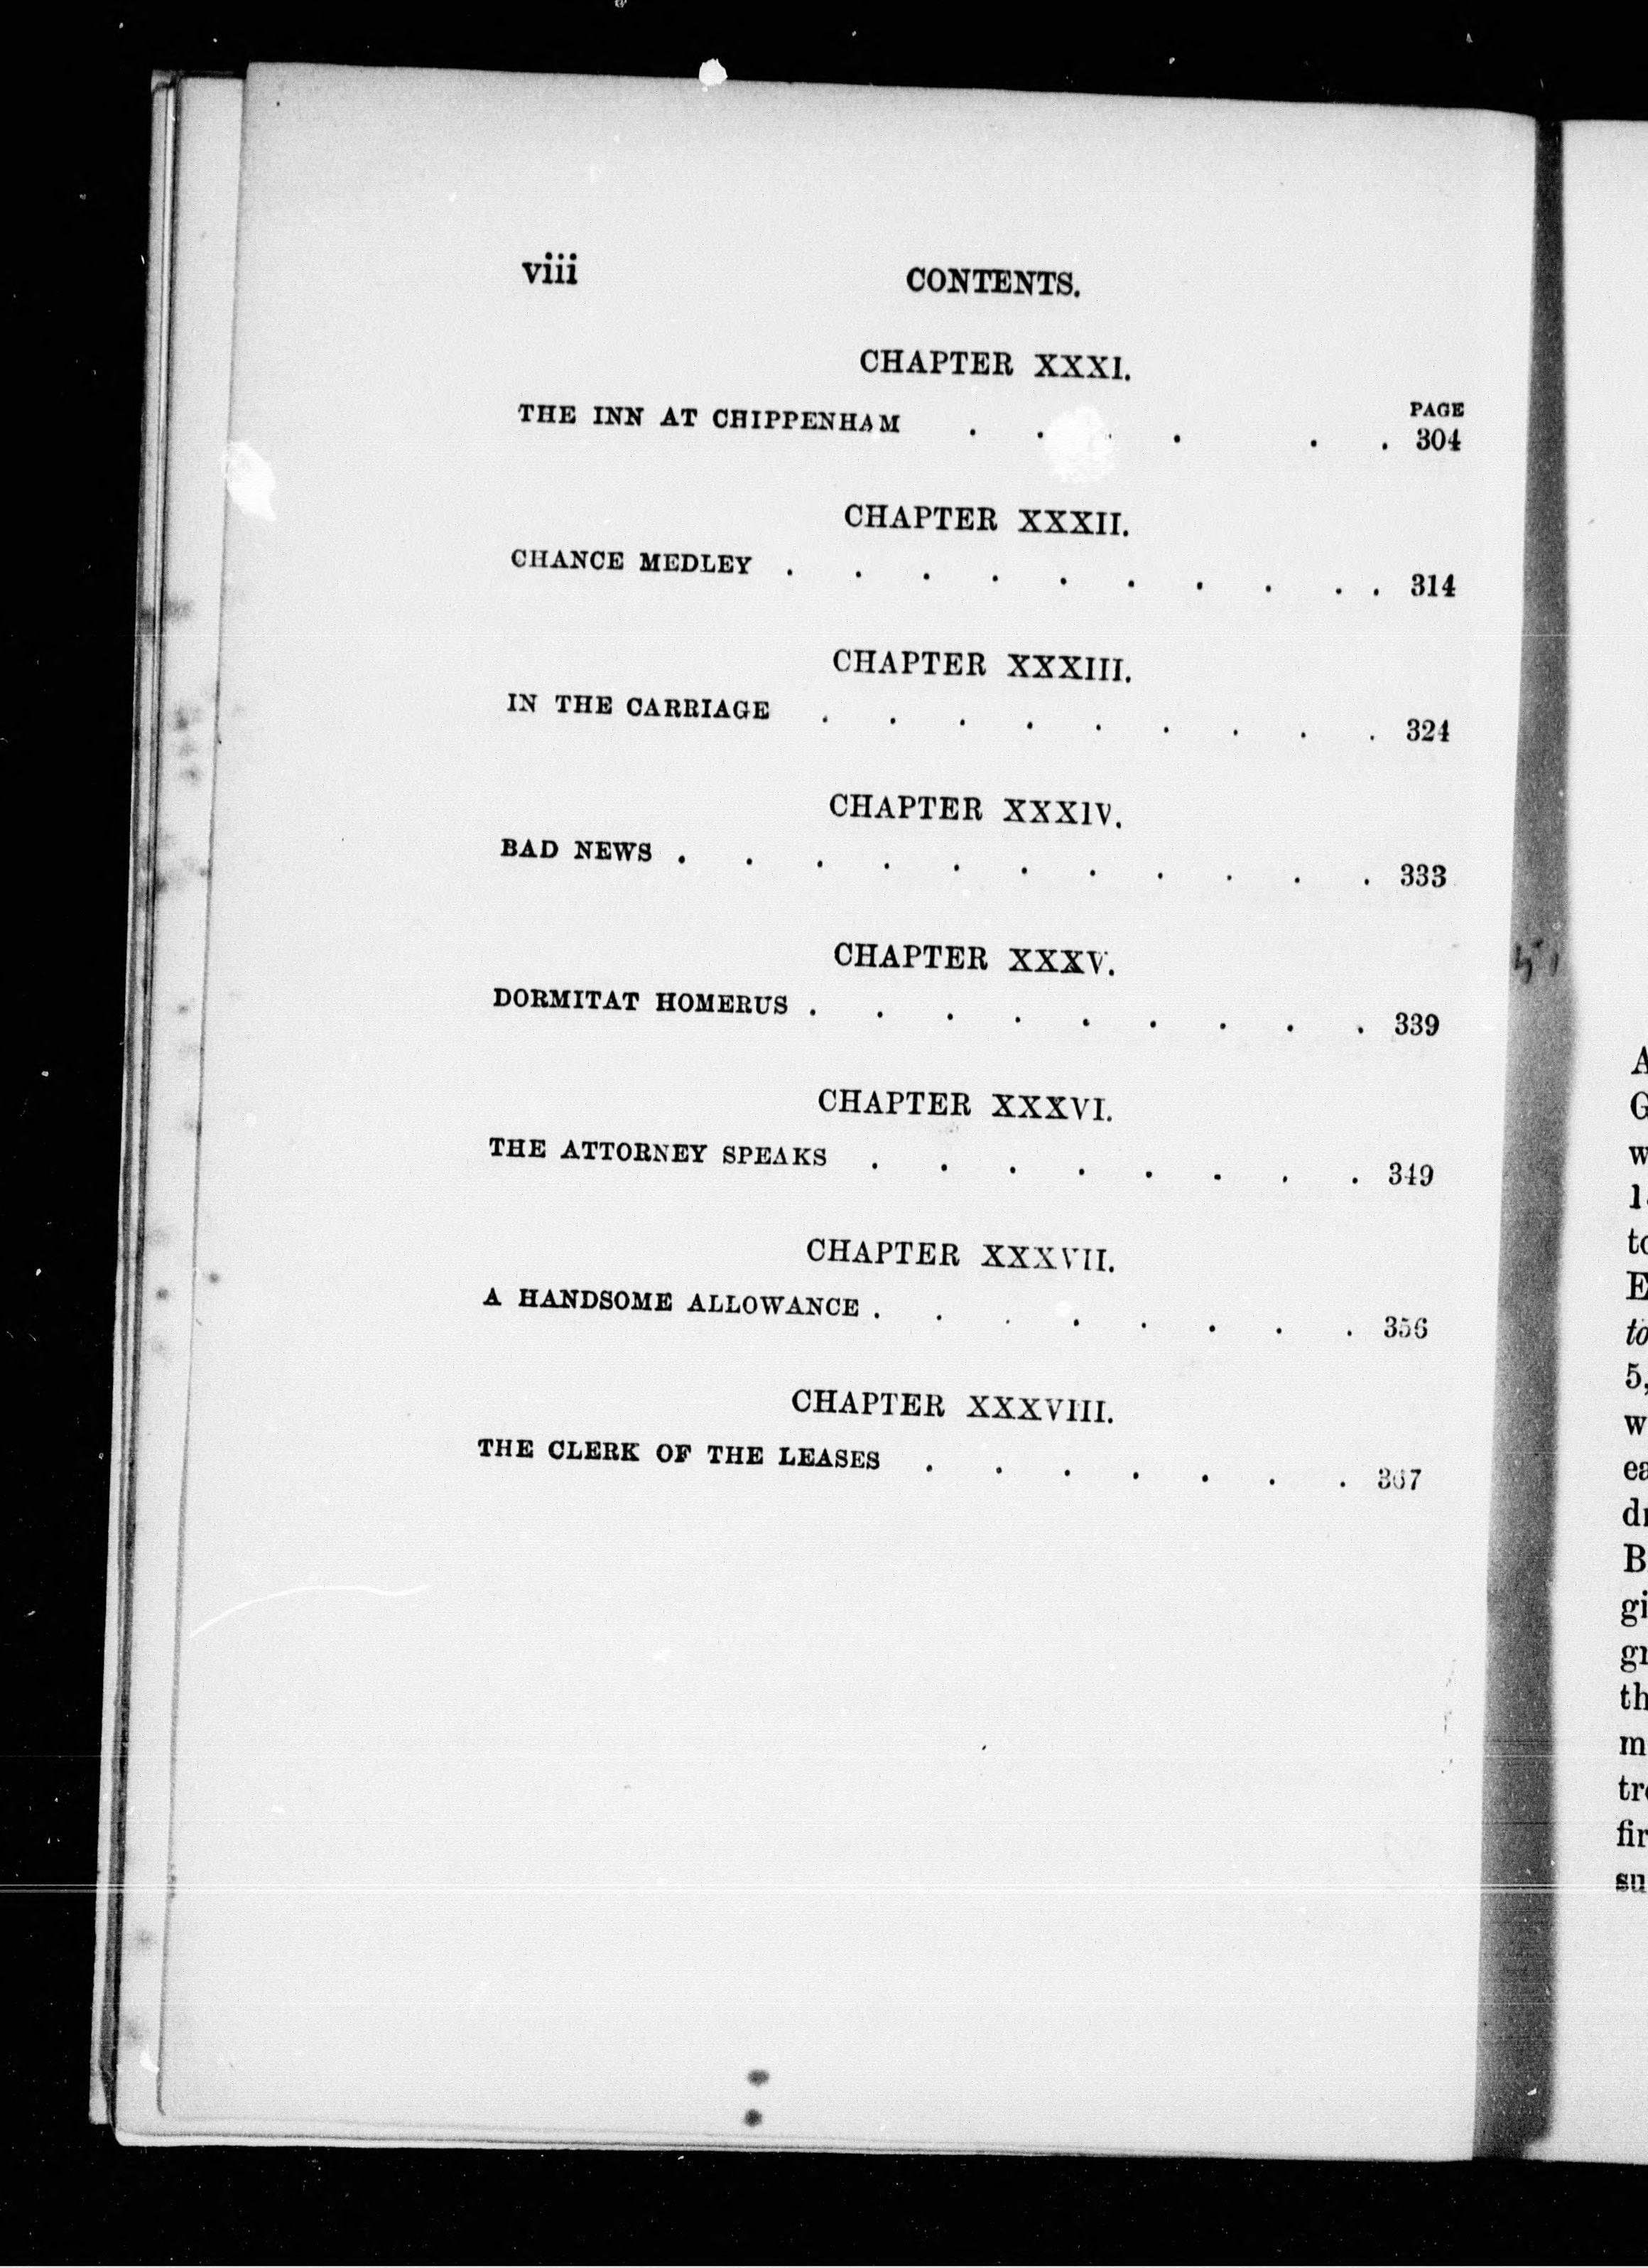 viii CONTENTS.
CHAPTER XXXI.
PAGE
THE INN AT CHIPPENHAM . . . . . . 304
CHAPTER XXXII.
CHANCE MEDLEY . . . . . . . . . . 314
CHAPTER XXXIII.
IN THE CARRIAGE . . . . . . . . . 324
CHAPTER XXXIV.
BAD NEWS . . . . . . . . . . . 333
CHAPTER XXXV.
DORMITAT HOMERUS . . . . . . . . . 339
CHAPTER XXXVI.
THE ATTORNEY SPEAKS . . . . . . . . 349
CHAPTER XXXVII.
A HANDSOME ALLOWANCE . . . . . . . . 356
CHAPTER XXXVIII.
THE CLERK OF THE LEASES . . . . . . . 367